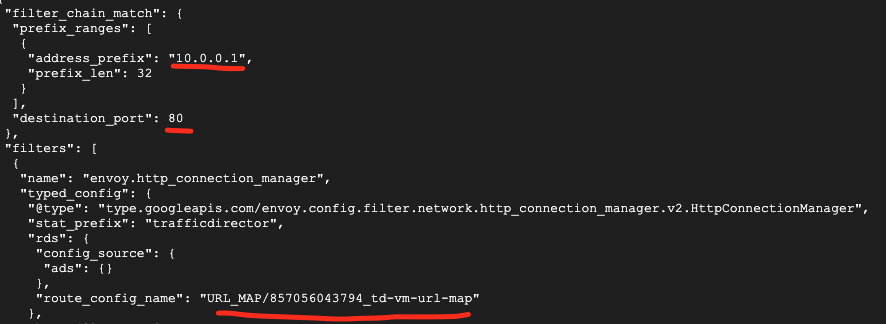 "filter_chain_match": {
"prefix_ranges": [
{
"address_prefix": "10.0.0.1",
"prefix_len": 32
}
],
"destination_port": 80
},
"filters": [
{
"name": "envoy.http_connection_manager",
"typed_config": {
"@type": "type.googleapis.com/envoy.config.filter.network.http_connection_manager.v2.HttpConnectionManager",
"stat_prefix": "trafficdirector",
"rds": {
"config_source": {
"ads": {}
},
"route_config_name": "URL_MAP/857056043794_td-vm-url-map"
},